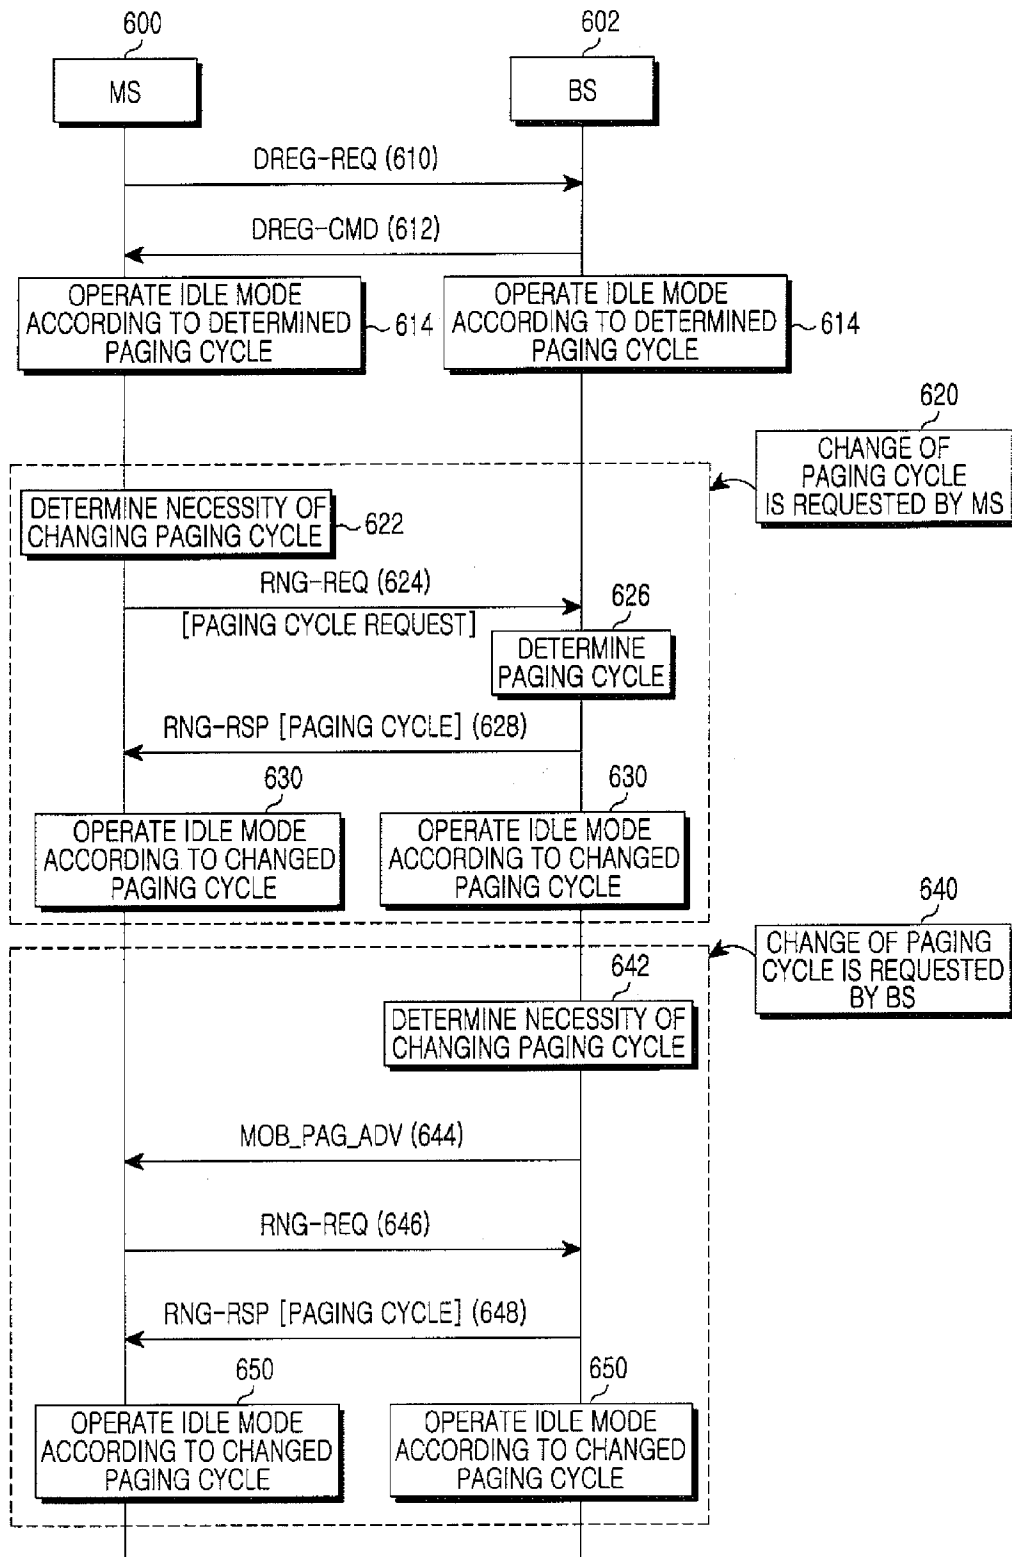 600
602
MS
BS
DREG-REQ (610)
DREG-CMD (612)
OPERATE IDLE MODE
ACCORDING TO DETERMINED
PAGING CYCLE
614
OPERATE IDLE MODE
ACCORDING TO DETERMINED
PAGING CYCLE
614
620
CHANGE OF
PAGING CYCLE
IS REQUESTED BY MS
DETERMINE NECESSITY OF
CHANGING PAGING CYCLE
622
RNG-REQ (624)
[PAGING CYCLE REQUEST]
626
DETERMINE
PAGING CYCLE
RNG-RSP [PAGING CYCLE] (628)
630
OPERATE IDLE MODE
ACCORDING TO CHANGED
PAGING CYCLE
630
OPERATE IDLE MODE
ACCORDING TO CHANGED
PAGING CYCLE
640
CHANGE OF PAGING
CYCLE IS REQUESTED
BY BS
642
DETERMINE NECESSITY OF
CHANGING PAGING CYCLE
MOB_PAG_ADV (644)
RNG-REQ (646)
RNG-RSP [PAGING CYCLE] (648)
650
OPERATE IDLE MODE
ACCORDING TO CHANGED
PAGING CYCLE
650
OPERATE IDLE MODE
ACCORDING TO CHANGED
PAGING CYCLE